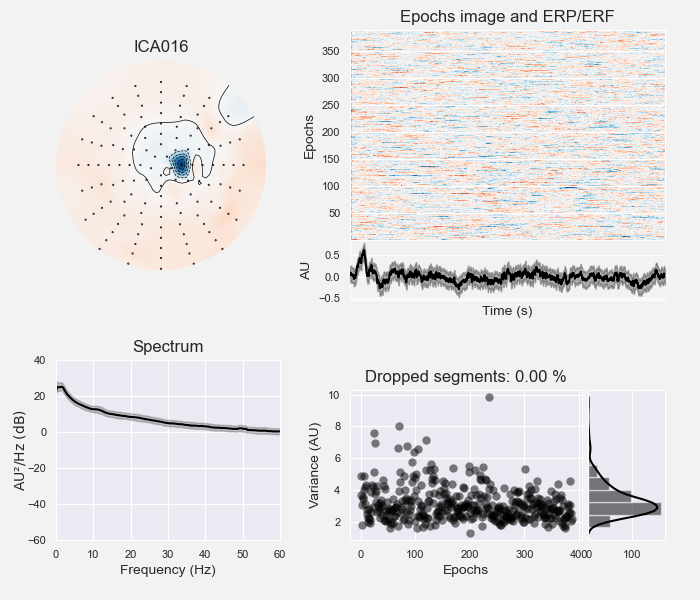 ICA016
Epochs image and ERP/ERF
Epochs
350
300
250
200
150
100
50
AU
0.5
0.0
−0.5
Time (s)
Spectrum
AU²/Hz (dB)
40
20
0
−20
−40
−60
0 10 20 30 40 50 60
Frequency (Hz)
Dropped segments: 0.00 %
Variance (AU)
10
8
6
4
2
0 100 200 300 400
Epochs
0 100